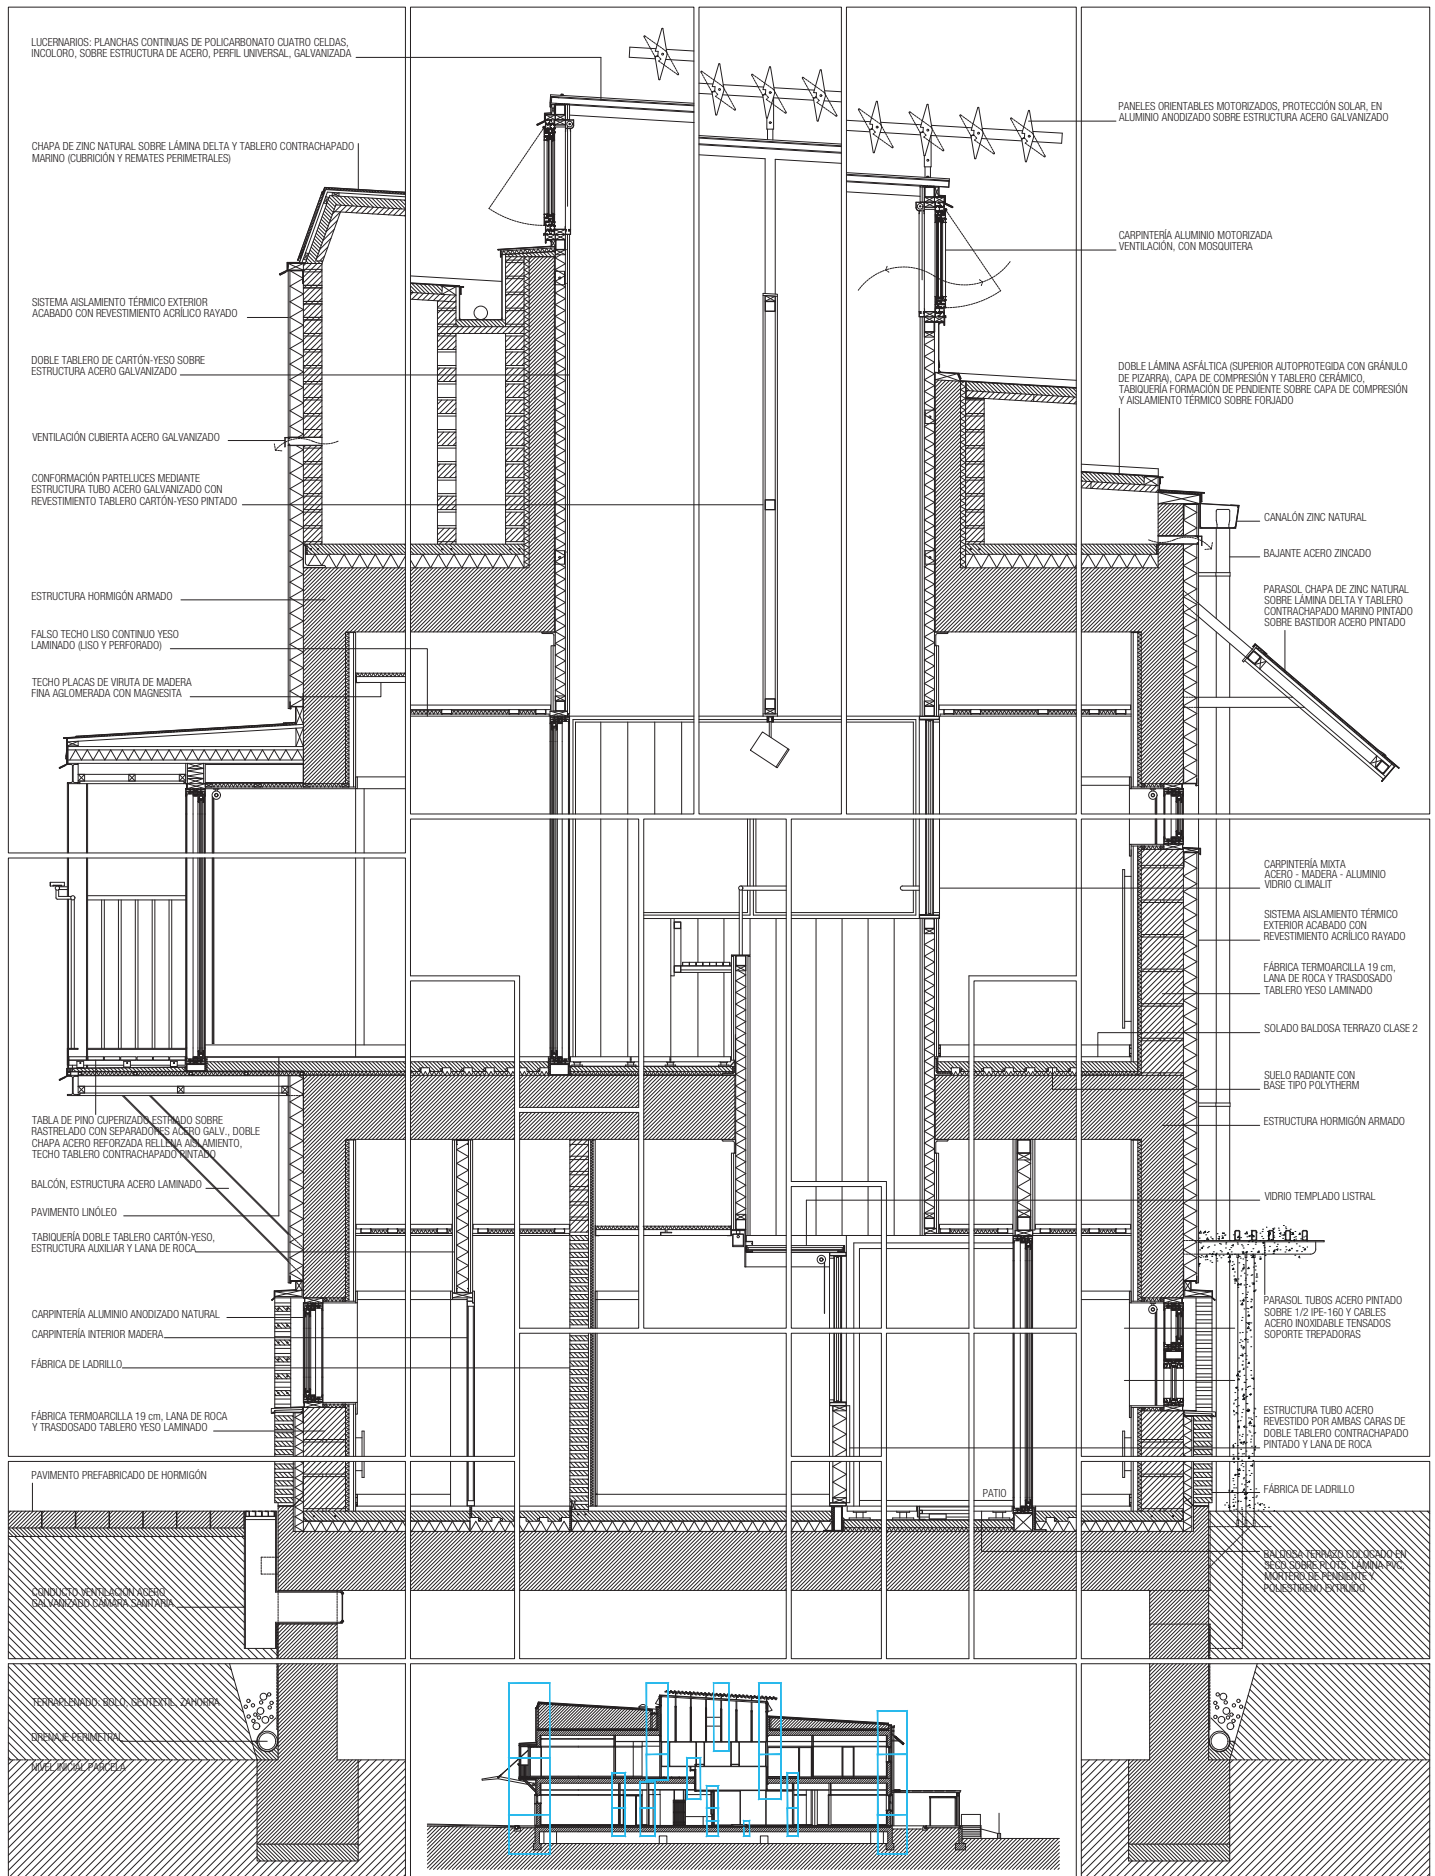 LUCERNARIOS: PLANCHAS CONTINUAS DE POLICARBONATO CUATRO CELDAS,
INCOLORO, SOBRE ESTRUCTURA DE ACERO, PERFIL UNIVERSAL, GALVANIZADA
CHAPA DE ZINC NATURAL SOBRE LÁMINA DELTA Y TABLERO CONTRACHAPADO
MARINO (CUBRICIÓN Y REMATES PERIMETRALES)
SISTEMA AISLAMIENTO TÉRMICO EXTERIOR
ACABADO CON REVESTIMIENTO ACRÍLICO RAYADO
DOBLE TABLERO DE CARTÓN-YESO SOBRE
ESTRUCTURA ACERO GALVANIZADO
VENTILACIÓN CUBIERTA ACERO GALVANIZADO
CONFORMACIÓN PARTELUCES MEDIANTE
ESTRUCTURA TUBO ACERO GALVANIZADO CON
REVESTIMIENTO TABLERO CARTÓN-YESO PINTADO
ESTRUCTURA HORMIGÓN ARMADO
FALSO TECHO LISO CONTINUO YESO
LAMINADO (LISO Y PERFORADO)
TECHO PLACAS DE VIRUTA DE MADERA
FINA AGLOMERADA CON MAGNESITA
TABLA DE PINO CUPERIZADO ESTRIADO SOBRE
RASTRELADO CON SEPARADORES ACERO GALV., DOBLE
CHAPA ACERO REFORZADA RELLENA AISLAMIENTO,
TECHO TABLERO CONTRACHAPADO PINTADO
BALCÓN, ESTRUCTURA ACERO LAMINADO
PAVIMENTO LINÓLEO
TABIQUERÍA DOBLE TABLERO CARTÓN-YESO,
ESTRUCTURA AUXILIAR Y LANA DE ROCA
CARPINTERÍA ALUMINIO ANODIZADO NATURAL
CARPINTERÍA INTERIOR MADERA
FÁBRICA DE LADRILLO
FÁBRICA TERMOARCILLA 19 cm, LANA DE ROCA
Y TRASDOSADO TABLERO YESO LAMINADO
PAVIMENTO PREFABRICADO DE HORMIGÓN
CONDUCTO VENTILACIÓN ACERO
GALVANIZADO CÁMARA SANITARIA
TERRAPLENADO: BOLO, GEOTEXTIL, ZAHORRA
DRENAJE PERIMETRAL
NIVEL INICIAL PARCELA
PANELES ORIENTABLES MOTORIZADOS, PROTECCIÓN SOLAR, EN
ALUMINIO ANODIZADO SOBRE ESTRUCTURA ACERO GALVANIZADO
CARPINTERÍA ALUMINIO MOTORIZADA
VENTILACIÓN, CON MOSQUITERA
DOBLE LÁMINA ASFÁLTICA (SUPERIOR AUTOPROTEGIDA CON GRÁNULO
DE PIZARRA), CAPA DE COMPRESIÓN Y TABLERO CERÁMICO,
TABIQUERÍA FORMACIÓN DE PENDIENTE SOBRE CAPA DE COMPRESIÓN
Y AISLAMIENTO TÉRMICO SOBRE FORJADO
CANALÓN ZINC NATURAL
BAJANTE ACERO ZINCADO
PARASOL CHAPA DE ZINC NATURAL
SOBRE LÁMINA DELTA Y TABLERO
CONTRACHAPADO MARINO PINTADO
SOBRE BASTIDOR ACERO PINTADO
CARPINTERÍA MIXTA
ACERO - MADERA - ALUMINIO
VIDRIO CLIMALIT
SISTEMA AISLAMIENTO TÉRMICO
EXTERIOR ACABADO CON
REVESTIMIENTO ACRÍLICO RAYADO
FÁBRICA TERMOARCILLA 19 cm,
LANA DE ROCA Y TRASDOSADO
TABLERO YESO LAMINADO
SOLADO BALDOSA TERRAZO CLASE 2
SUELO RADIANTE CON
BASE TIPO POLYTHERM
ESTRUCTURA HORMIGÓN ARMADO
VIDRIO TEMPLADO LISTRAL
PARASOL TUBOS ACERO PINTADO
SOBRE 1/2 IPE-160 Y CABLES
ACERO INOXIDABLE TENSADOS
SOPORTE TREPADORAS
ESTRUCTURA TUBO ACERO
REVESTIDO POR AMBAS CARAS DE
DOBLE TABLERO CONTRACHAPADO
PINTADO Y LANA DE ROCA
PATIO
FÁBRICA DE LADRILLO
BALDOSA TERRAZO COLOCADO EN
SECO SOBRE PLOTS, LÁMINA PVC,
MORTERO DE PENDIENTE Y
POLIESTIRENO EXTRUIDO